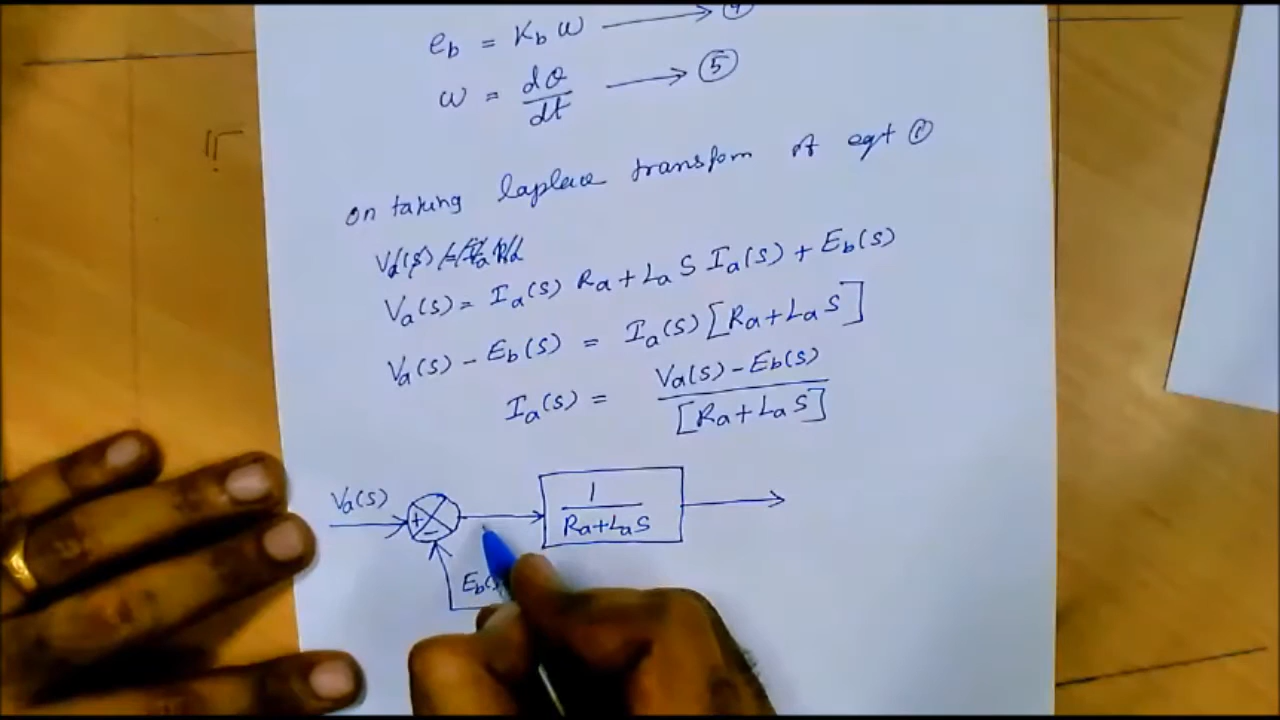 e_b = K_b ω ⟶ ④
ω = dθ/dt ⟶ ⑤
on taking laplace transfom of eqt ①
V_a(s) = I_a(s) R_a + L_a S I_a(s) + E_b(s)
V_a(s) - E_b(s) = I_a(s) [R_a + L_a S]
I_a(s) = V_a(s) - E_b(s) / [R_a + L_a S]
V_a(s)
+
-
1 / R_a + L_a S